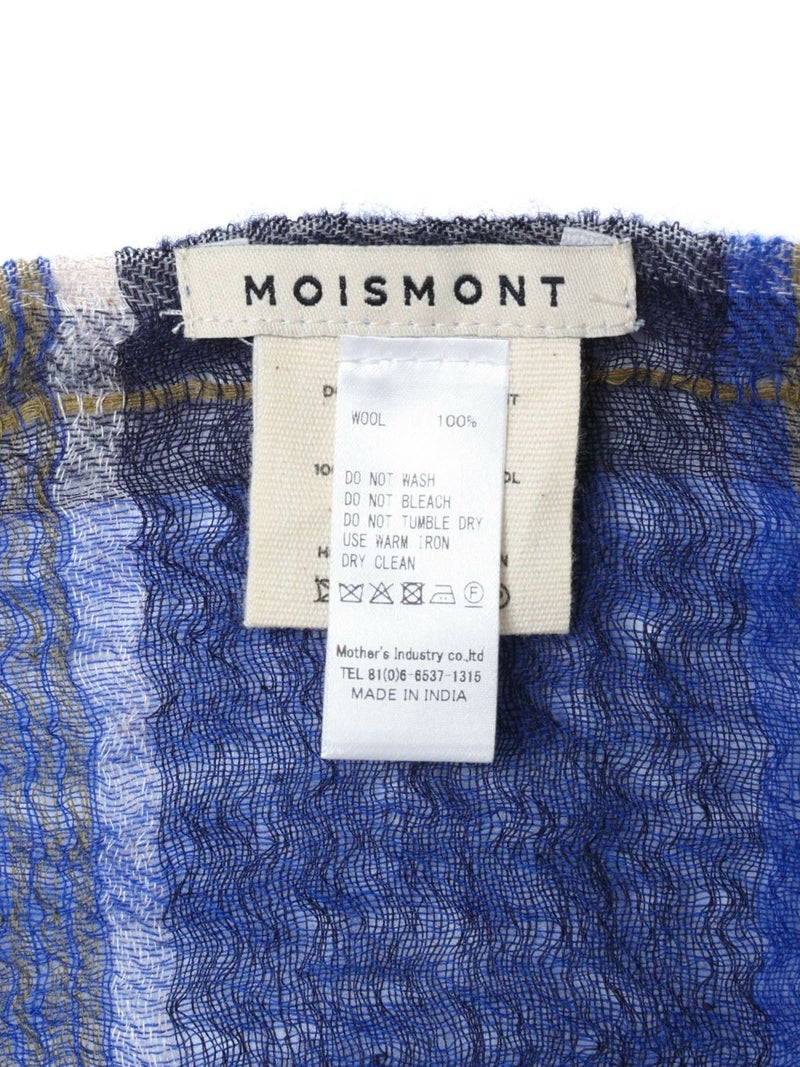 MOISMONT
WOOL 100%
DO NOT WASH
DO NOT BLEACH
DO NOT TUMBLE DRY
USE WARM IRON
DRY CLEAN
F
Mother's Industry co.,ltd
TEL 81(0)6-6537-1315
MADE IN INDIA